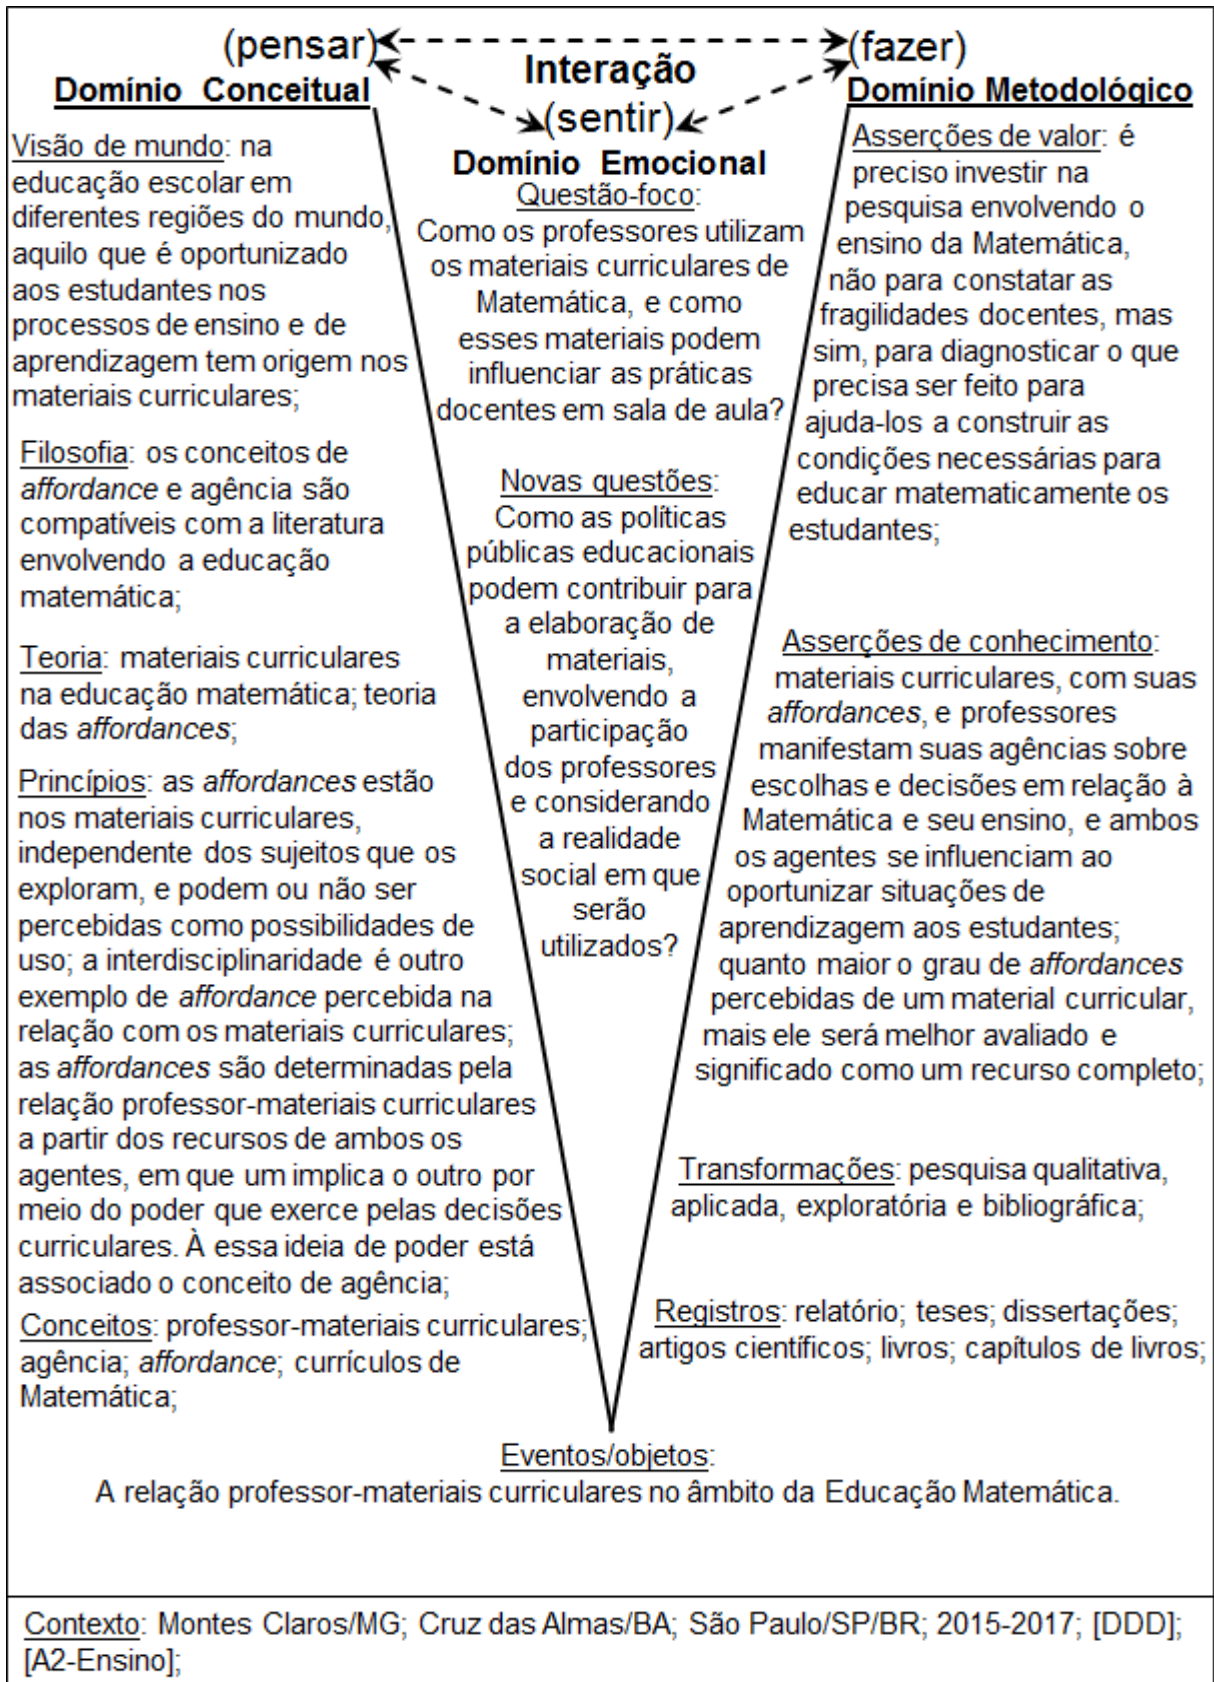 (pensar)
Domínio Conceitual
Interação
(sentir)
Domínio Emocional
(fazer)
Domínio Metodológico
Visão de mundo: na
educação escolar em
diferentes regiões do mundo,
aquilo que é oportunizado
aos estudantes nos
processos de ensino e de
aprendizagem tem origem nos
materiais curriculares;
Filosofia: os conceitos de
affordance e agência são
compatíveis com a literatura
envolvendo a educação
matemática;
Teoria: materiais curriculares
na educação matemática; teoria
das affordances;
Princípios: as affordances estão
nos materiais curriculares,
independente dos sujeitos que os
exploram, e podem ou não ser
percebidas como possibilidades de
uso; a interdisciplinaridade é outro
exemplo de affordance percebida na
relação com os materiais curriculares;
as affordances são determinadas pela
relação professor-materiais curriculares
a partir dos recursos de ambos os
agentes, em que um implica o outro por
meio do poder que exerce pelas decisões
curriculares. À essa ideia de poder está
associado o conceito de agência;
Conceitos: professor-materiais curriculares;
agência; affordance; currículos de
Matemática;
Questão-foco:
Como os professores utilizam
os materiais curriculares de
Matemática, e como
esses materiais podem
influenciar as práticas
docentes em sala de aula?
Novas questões:
Como as políticas
públicas educacionais
podem contribuir para
a elaboração de
materiais,
envolvendo a
participação
dos professores
e considerando
a realidade
social em que
serão
utilizados?
Asserções de valor: é
preciso investir na
pesquisa envolvendo o
ensino da Matemática,
não para constatar as
fragilidades docentes, mas
sim, para diagnosticar o que
precisa ser feito para
ajuda-los a construir as
condições necessárias para
educar matematicamente os
estudantes;
Asserções de conhecimento:
materiais curriculares, com suas
affordances, e professores
manifestam suas agências sobre
escolhas e decisões em relação à
Matemática e seu ensino, e ambos
os agentes se influenciam ao
oportunizar situações de
aprendizagem aos estudantes;
quanto maior o grau de affordances
percebidas de um material curricular,
mais ele será melhor avaliado e
significado como um recurso completo;
Transformações: pesquisa qualitativa,
aplicada, exploratória e bibliográfica;
Registros: relatório; teses; dissertações;
artigos científicos; livros; capítulos de livros;
Eventos/objetos:
A relação professor-materiais curriculares no âmbito da Educação Matemática.
Contexto: Montes Claros/MG; Cruz das Almas/BA; São Paulo/SP/BR; 2015-2017; [DDD];
[A2-Ensino];